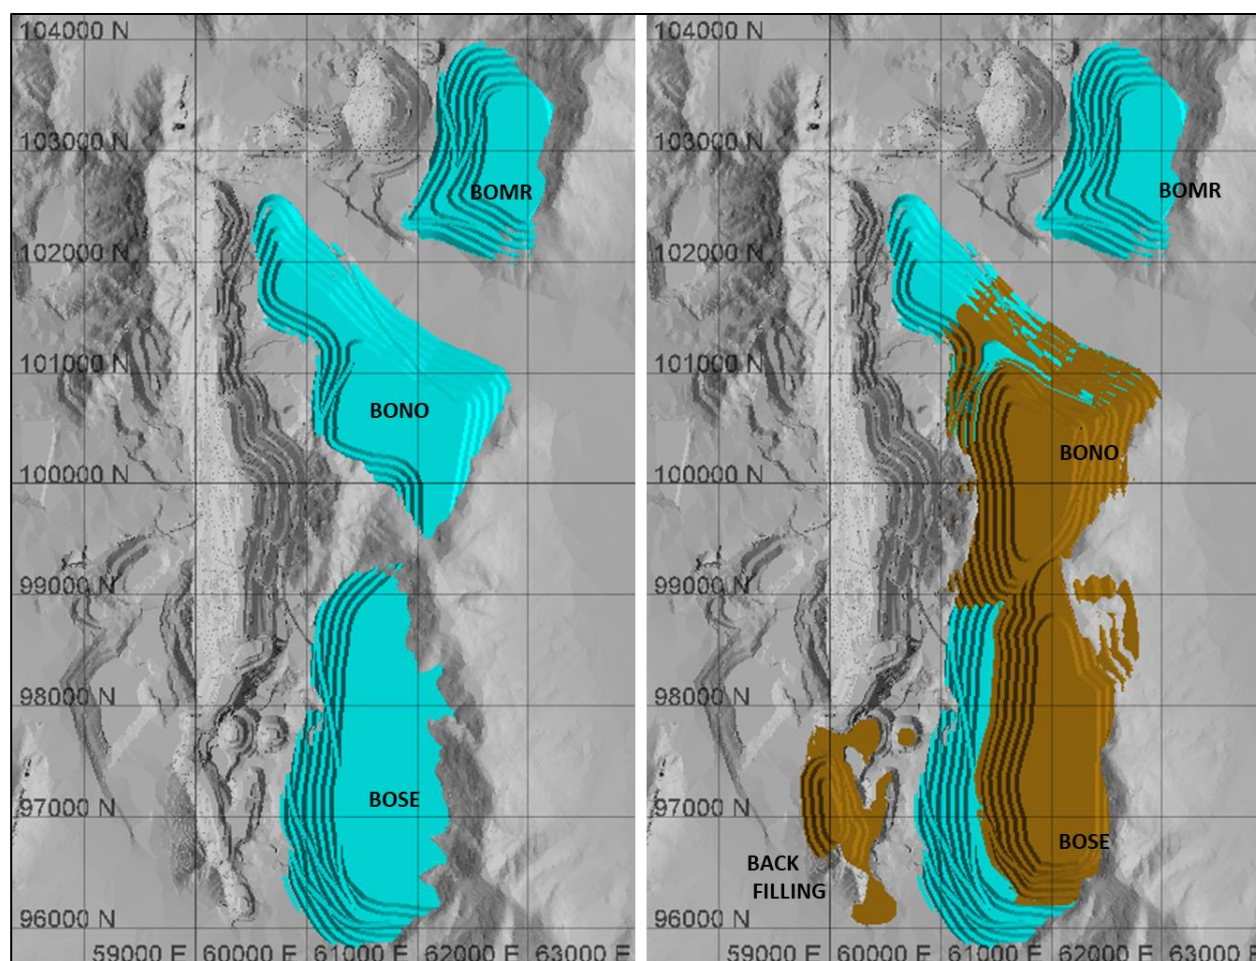 104000 N
103000 N
BOMR
102000 N
101000 N
BONO
100000 N
99000 N
98000 N
97000 N
BOSE
96000 N
59000 E 60000 E 61000 E 62000 E 63000 E
104000 N
103000 N
BOMR
102000 N
101000 N
BONO
100000 N
99000 N
98000 N
97000 N
BOSE
BACK
FILLING
96000 N
59000 E 60000 E 61000 E 62000 E 63000 E